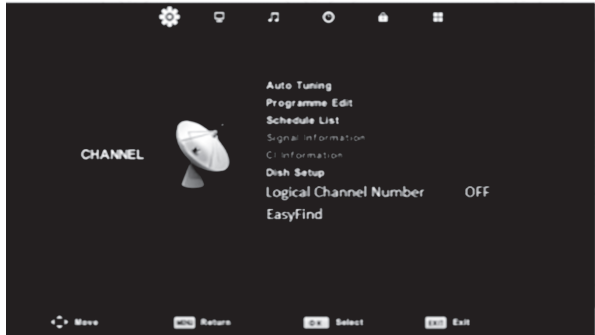 CHANNEL
Auto Tuning
Programme Edit
Schedule List
Signal Information
CI Information
Dish Setup
Logical Channel Number OFF
EasyFind
Move MENU Return OK Select EXIT Exit